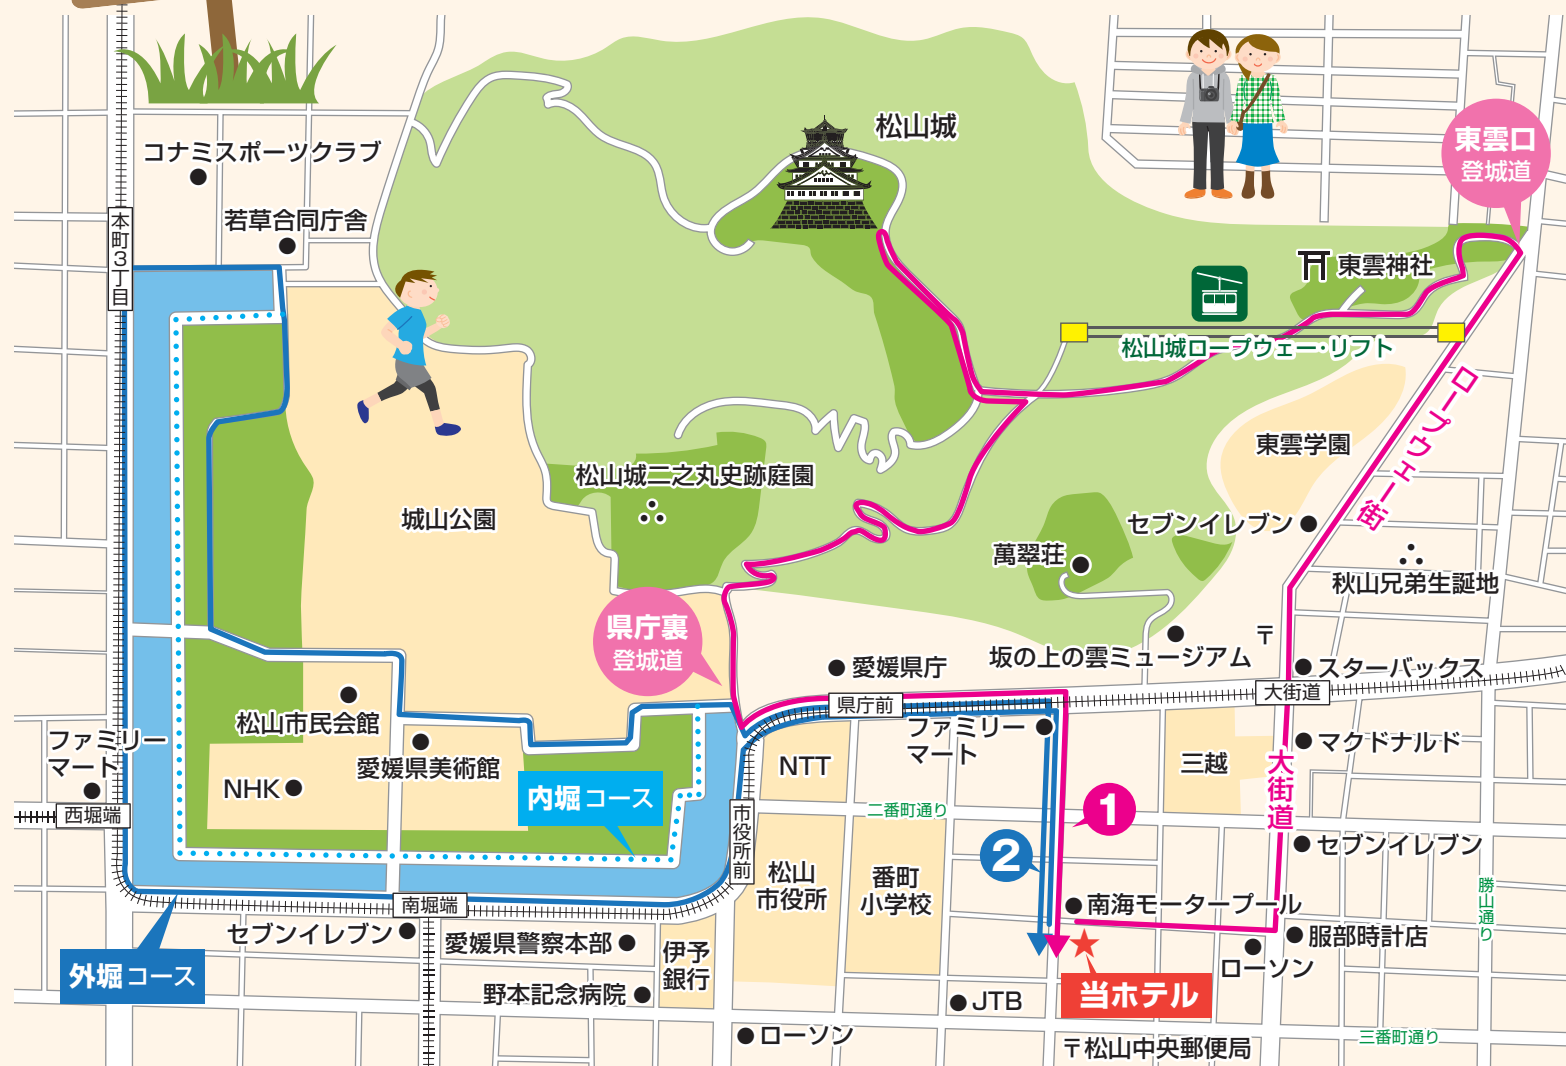 松山城
東雲口
登城道
コナミスポーツクラブ
若草合同庁舎
本町3丁目
東雲神社
松山城ロープウェー・リフト
ロープウェー街
東雲学園
松山城二之丸史跡庭園
城山公園
セブンイレブン
萬翠荘
秋山兄弟生誕地
県庁裏
登城道
〒
坂の上の雲ミュージアム
愛媛県庁
スターバックス
大街道
県庁前
松山市民会館
ファミリー
マート
ファミリー
マート
愛媛県美術館
NHK
NTT
三越
マクドナルド
大街道
内堀コース
西堀端
市役所前
二番町通り
1
2
セブンイレブン
松山
市役所
番町
小学校
南堀端
南海モータープール
勝山通り
セブンイレブン
愛媛県警察本部
伊予
銀行
服部時計店
ローソン
外堀コース
野本記念病院
JTB
当ホテル
ローソン
〒松山中央郵便局
三番町通り